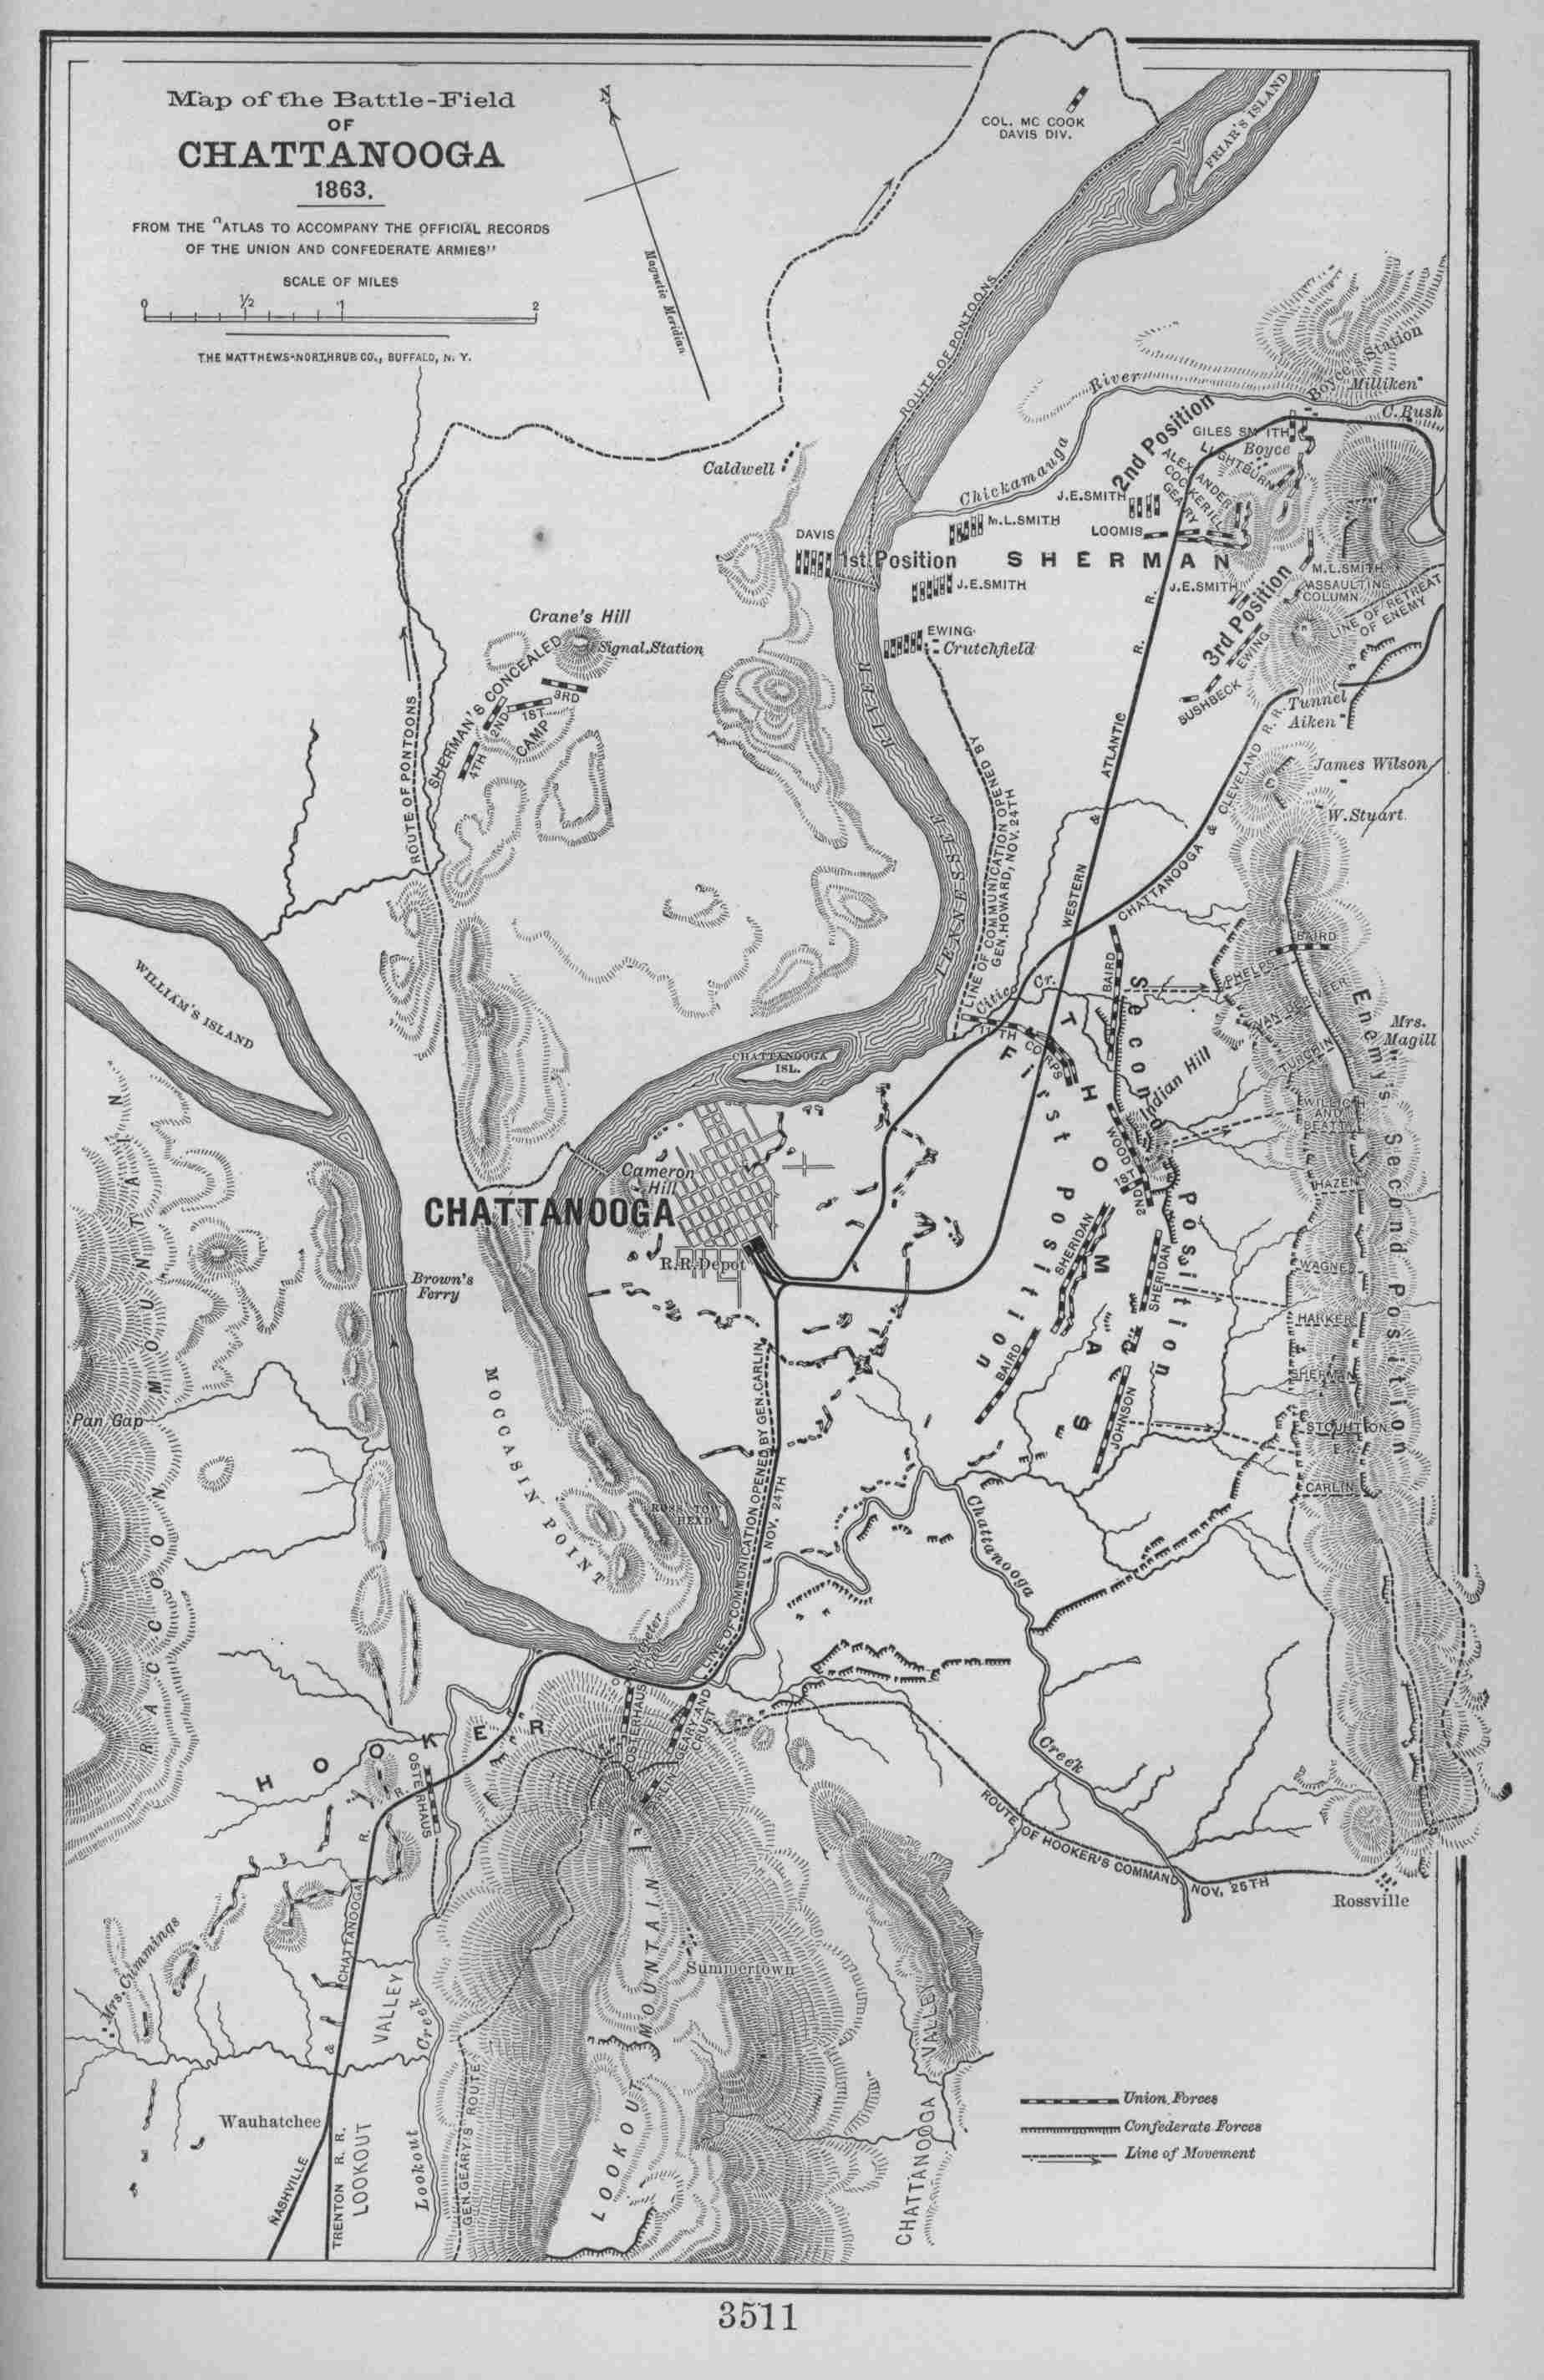 Map of the Battle-Field
OF
CHATTANOOGA
1863.
FROM THE "ATLAS TO ACCOMPANY THE OFFICIAL RECORDS
OF THE UNION AND CONFEDERATE ARMIES"
SCALE OF MILES
0 ½ 1 2
THE MATTHEWS-NORTHRUP CO., BUFFALO, N. Y.
N
Magnetic Meridian
COL. MC COOK
DAVIS DIV.
FRIAR'S ISLAND
ROUTE OF PONTOONS
Boyce's Station
Milliken
C. Bush
River
Chickamauga
2nd Position
GILES SMITH
Boyce
LIGHTBURN
ALEXANDER
COCKERILL
GEARY
Caldwell
J.E.SMITH
M.L.SMITH
LOOMIS
DAVIS
1st Position
SHERMAN
J.E.SMITH
J.E.SMITH
M.L.SMITH
ASSAULTING
COLUMN
LINE OF RETREAT
OF ENEMY
3rd Position
EWING
BUSHBECK
EWING
Crutchfield
Crane's Hill
Signal Station
SHERMAN'S CONCEALED
CAMP
1ST
2ND
3RD
4TH
ROUTE OF PONTOONS
Tunnel
Aiken
James Wilson
W. Stuart
TENNESSEE RIVER
LINE OF COMMUNICATION OPENED BY
GEN. HOWARD, NOV. 24TH
WESTERN & ATLANTIC R. R.
CHATTANOOGA & CLEVELAND R. R.
WILLIAM'S ISLAND
CHATTANOOGA
ISL.
Citico Cr.
11TH CORPS
BAIRD
BAIRD
PHELPS
VAN DERVEER
TURCHIN
Mrs.
Magill
Enemy's Second Position
Indian Hill
WILLICH
AND
BEATTY
HAZEN
WAGNER
HARKER
SHERMAN
STOUGHTON
CARLIN
THOMAS
First Position
Second Position
WOOD
1ST
2ND
SHERIDAN
SHERIDAN
BAIRD
JOHNSON
Cameron
Hill
CHATTANOOGA
R.R. Depot
Brown's
Ferry
RACCOON MOUNTAIN
Pan Gap
MOCCASIN POINT
ROSS' TOW
HEAD
LINE OF COMMUNICATION OPENED BY GEN. CARLIN
NOV. 24TH
Chattanooga Creek
HOOKER
OSTERHAUS
OSTERHAUS
GEARY AND
CRUFT
ROUTE OF HOOKER'S COMMAND NOV. 25TH
Rossville
Mrs. Cummings
Summertown
LOOKOUT MOUNTAIN
CHATTANOOGA VALLEY
LOOKOUT VALLEY
Lookout Creek
GEN. GEARY'S ROUTE
Wauhatchee
NASHVILLE & CHATTANOOGA R. R.
TRENTON R. R.
Union Forces
Confederate Forces
Line of Movement
3511